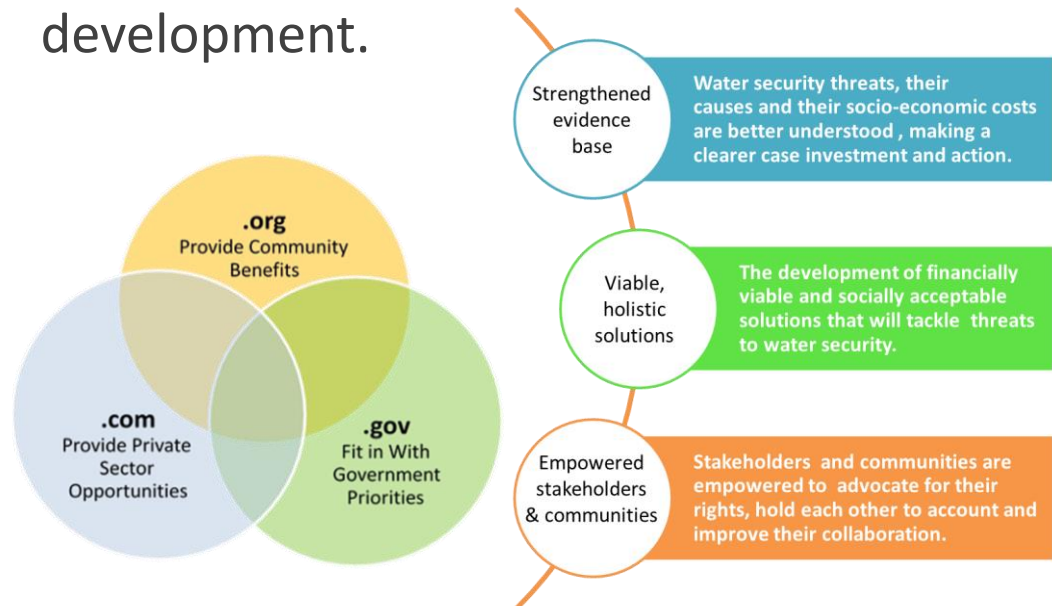 development.
.org
Provide Community
Benefits
.com
Provide Private
Sector
Opportunities
.gov
Fit in With
Government
Priorities
Strengthened
evidence
base
Water security threats, their
causes and their socio-economic costs
are better understood , making a
clearer case investment and action.
Viable,
holistic
solutions
The development of financially
viable and socially acceptable
solutions that will tackle threats
to water security.
Empowered
stakeholders
& communities
Stakeholders and communities are
empowered to advocate for their
rights, hold each other to account and
improve their collaboration.